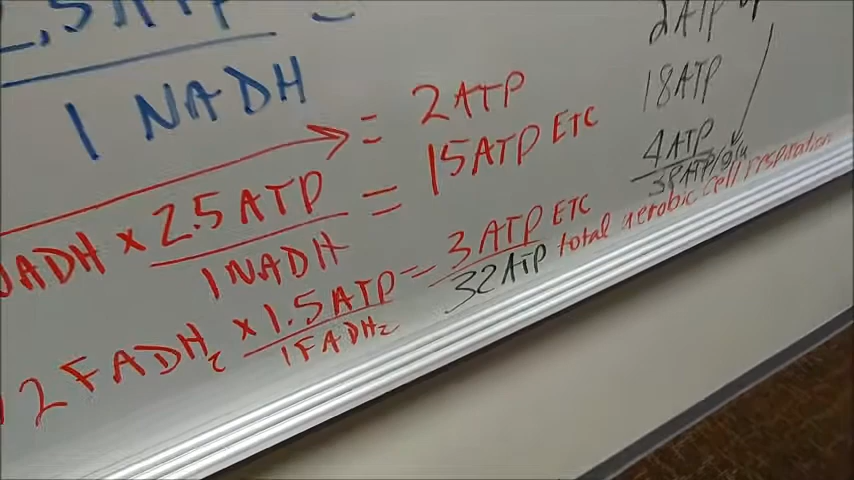 2.5 ATP =
1 NADH
= 2 ATP
NADH x 2.5 ATP = 15 ATP ETC
1 NADH
2 FADH2 x 1.5 ATP = 3 ATP ETC
1 FADH2
32 ATP total aerobic cell respiration
2 ATP
18 ATP
4 ATP